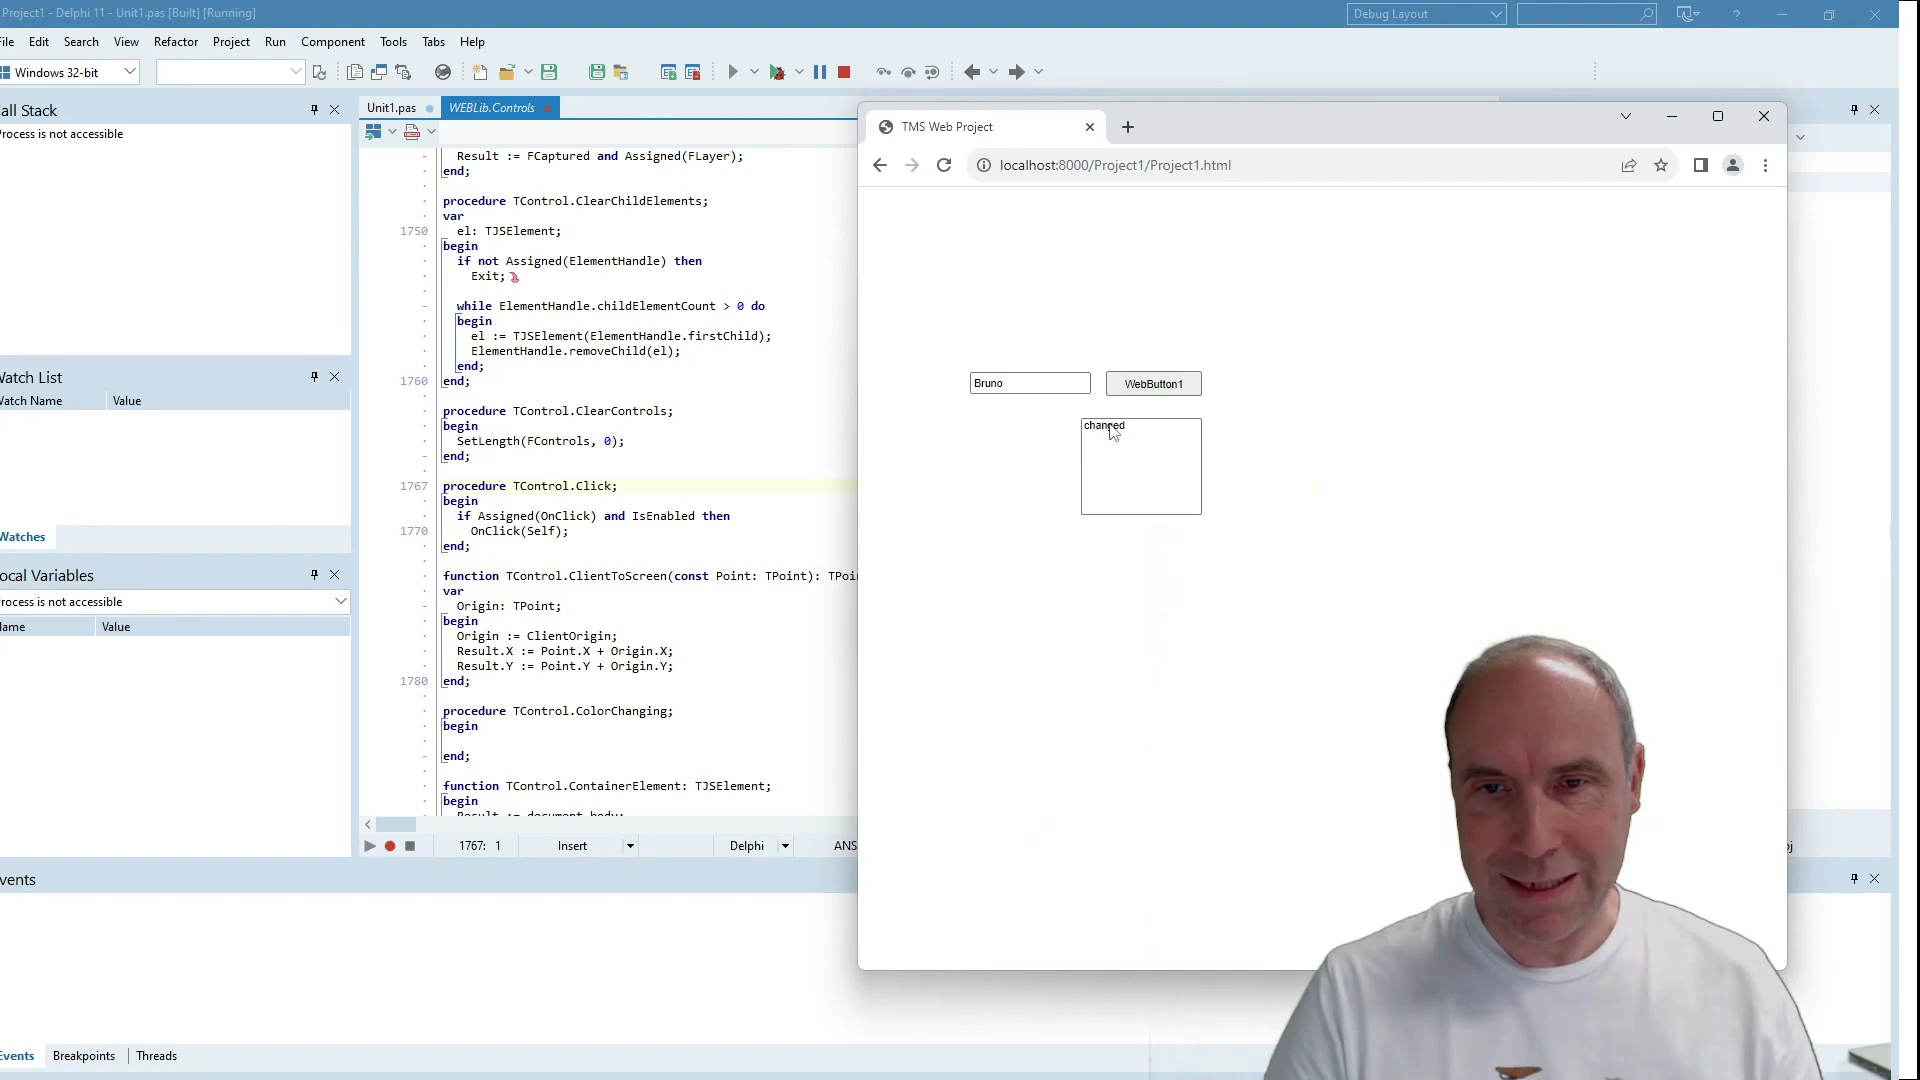 Project1 - Delphi 11 - Unit1.pas [Built] [Running]
Debug Layout
?
File Edit Search View Refactor Project Run Component Tools Tabs Help
Windows 32-bit
Call Stack
Process is not accessible
Watch List
Watch Name Value
Watches
Local Variables
Process is not accessible
Name Value
Unit1.pas
WEBLib.Controls
Result := FCaptured and Assigned(FLayer);
end;
procedure TControl.ClearChildElements;
var
1750 el: TJSElement;
begin
if not Assigned(ElementHandle) then
Exit;
while ElementHandle.childElementCount > 0 do
begin
el := TJSElement(ElementHandle.firstChild);
ElementHandle.removeChild(el);
end;
1760 end;
procedure TControl.ClearControls;
begin
SetLength(FControls, 0);
end;
1767 procedure TControl.Click;
begin
if Assigned(OnClick) and IsEnabled then
1770 OnClick(Self);
end;
function TControl.ClientToScreen(const Point: TPoi
var
Origin: TPoint;
begin
Origin := ClientOrigin;
Result.X := Point.X + Origin.X;
Result.Y := Point.Y + Origin.Y;
1780 end;
procedure TControl.ColorChanging;
begin
end;
function TControl.ContainerElement: TJSElement;
begin
Result := document.body;
1767: 1 Insert Delphi ANS
Events
Events Breakpoints Threads
TMS Web Project
localhost:8000/Project1/Project1.html
Bruno
WebButton1
changed